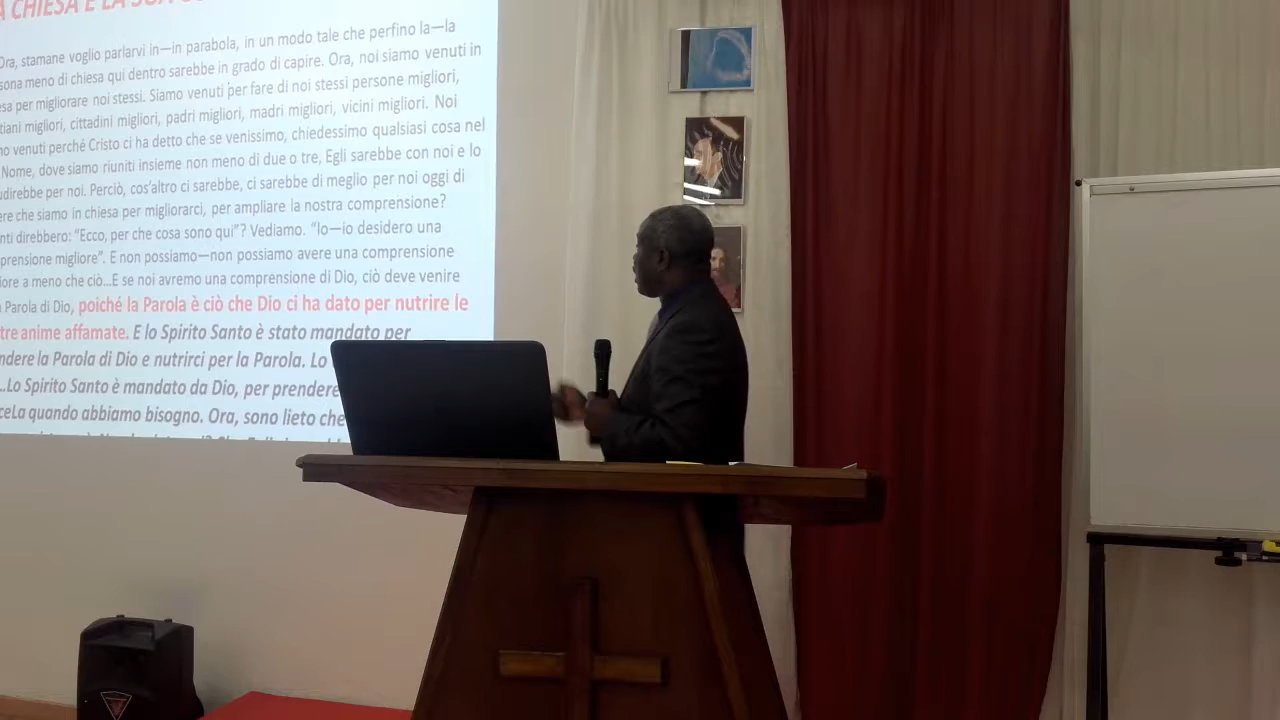 A CHIESA E LA SUA
Ora, stamane voglio parlarvi in—in parabola, in un modo tale che perfino la—la
sona meno di chiesa qui dentro sarebbe in grado di capire. Ora, noi siamo venuti in
esa per migliorare noi stessi. Siamo venuti per fare di noi stessi persone migliori,
tiani migliori, cittadini migliori, padri migliori, madri migliori, vicini migliori. Noi
no venuti perché Cristo ci ha detto che se venissimo, chiedessimo qualsiasi cosa nel
Nome, dove siamo riuniti insieme non meno di due o tre, Egli sarebbe con noi e lo
udirebbe per noi. Perciò, cos'altro ci sarebbe, ci sarebbe di meglio per noi oggi di
ere che siamo in chiesa per migliorarci, per ampliare la nostra comprensione?
nti direbbero: “Ecco, per che cosa sono qui”? Vediamo. “Io—io desidero una
prensione migliore”. E non possiamo—non possiamo avere una comprensione
iore a meno che ciò...E se noi avremo una comprensione di Dio, ciò deve venire
a Parola di Dio, poiché la Parola è ciò che Dio ci ha dato per nutrire le
tre anime affamate. E lo Spirito Santo è stato mandato per
ndere la Parola di Dio e nutrirci per la Parola. Lo
...Lo Spirito Santo è mandato da Dio, per prendere
ceLa quando abbiamo bisogno. Ora, sono lieto che